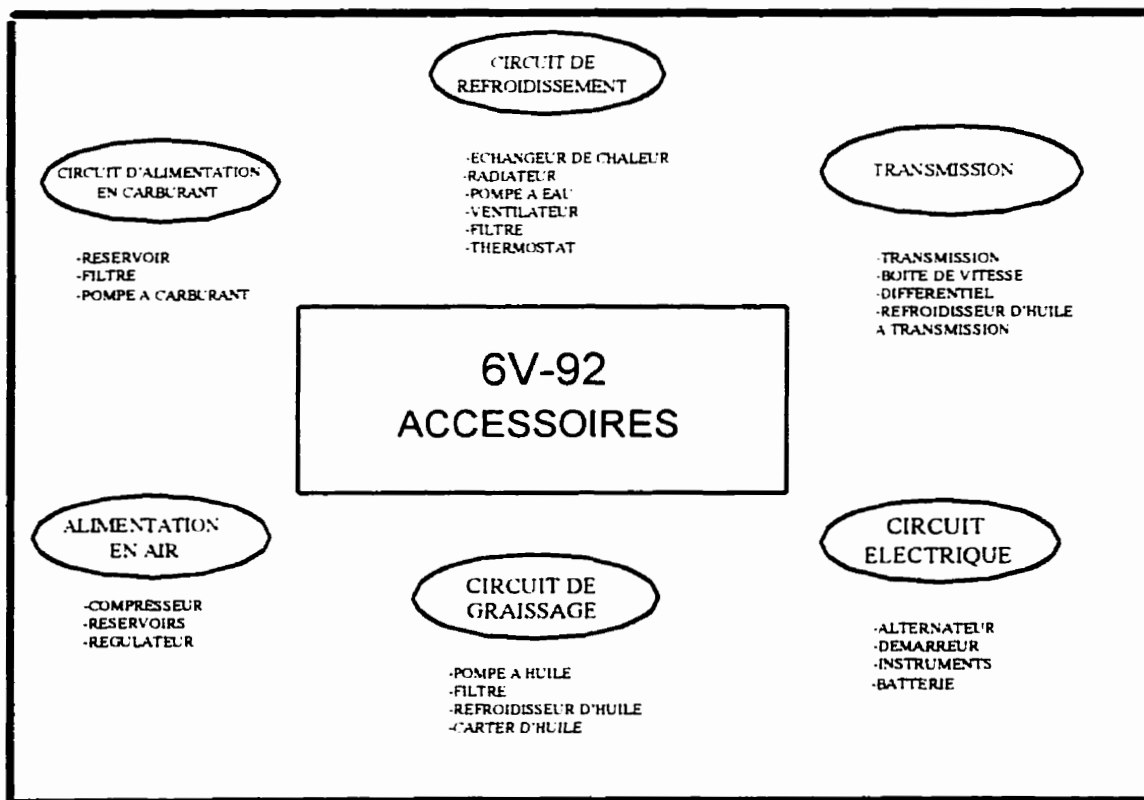 CIRCUIT DE
REFROIDISSEMENT
-ECHANGEUR DE CHALEUR
-RADIATEUR
-POMPE A EAU
-VENTILATEUR
-FILTRE
-THERMOSTAT
CIRCUIT D'ALIMENTATION
EN CARBURANT
-RESERVOIR
-FILTRE
-POMPE A CARBURANT
TRANSMISSION
-TRANSMISSION
-BOITE DE VITESSE
-DIFFERENTIEL
-REFROIDISSEUR D'HUILE
A TRANSMISSION
6V-92
ACCESSOIRES
ALIMENTATION
EN AIR
-COMPRESSEUR
-RESERVOIRS
-REGULATEUR
CIRCUIT DE
GRAISSAGE
-POMPE A HUILE
-FILTRE
-REFROIDISSEUR D'HUILE
-CARTER D'HUILE
CIRCUIT
ELECTRIQUE
-ALTERNATEUR
-DEMARREUR
-INSTRUMENTS
-BATTERIE